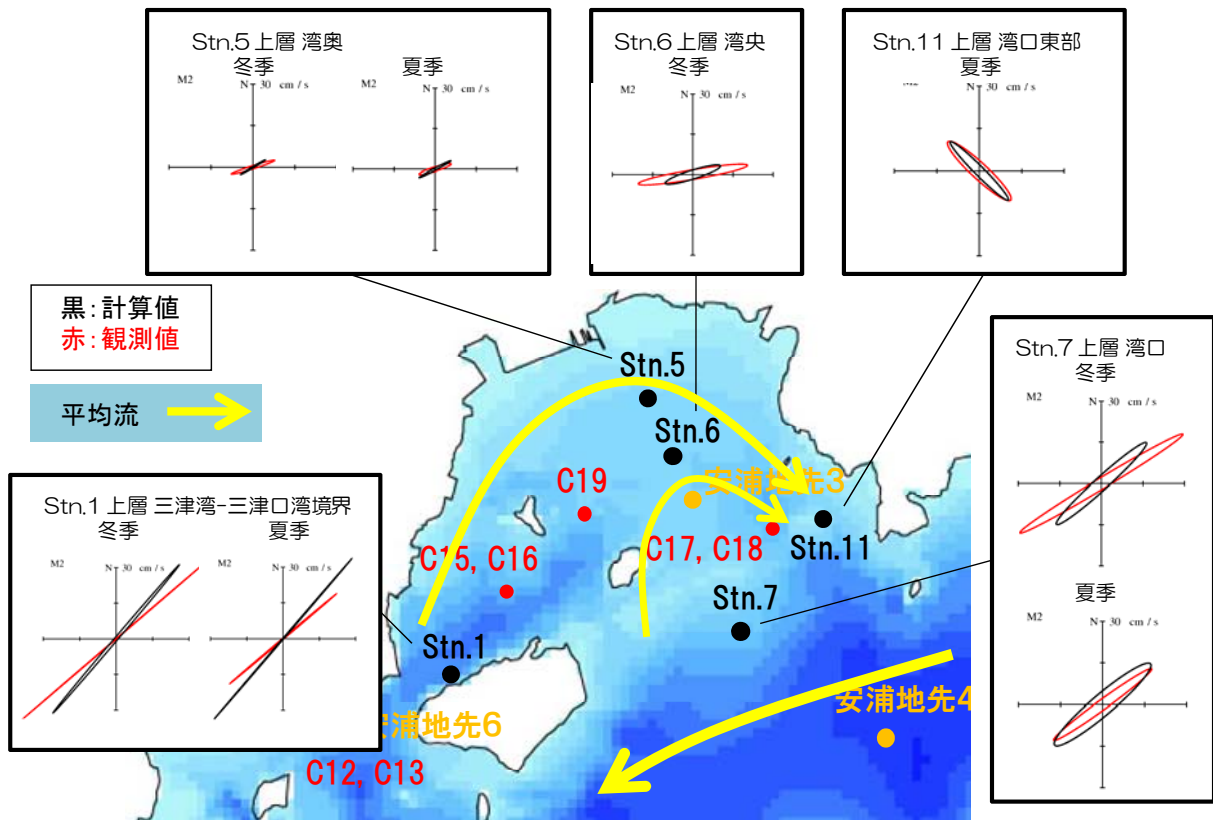 Stn.5 上層 湾奥
冬季 夏季
M2 N 30 cm / s
M2 N 30 cm / s
Stn.6 上層 湾央
冬季
M2 N 30 cm / s
Stn.11 上層 湾口東部
夏季
N 30 cm / s
黒:計算値
赤:観測値
平均流
Stn.7 上層 湾口
冬季
M2 N 30 cm / s
夏季
M2 N 30 cm / s
Stn.1 上層 三津湾-三津口湾境界
冬季 夏季
M2 N 30 cm / s
M2 N 30 cm / s
Stn.5
Stn.6
安浦地先3
C19
C17, C18
Stn.11
C15, C16
Stn.7
Stn.1
安浦地先4
安浦地先6
C12, C13